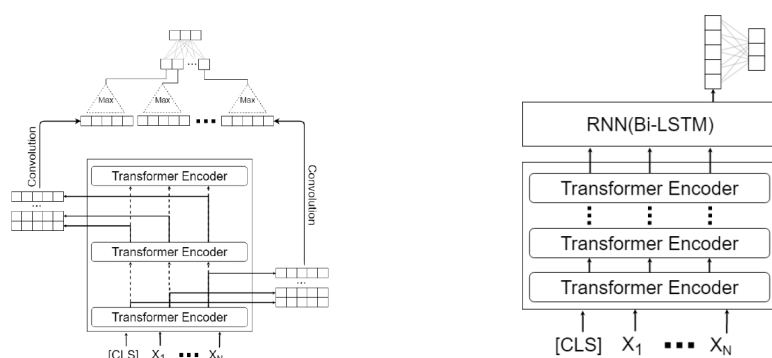 Max
Max
Max
Convolution
Convolution
Transformer Encoder
Transformer Encoder
Transformer Encoder
[CLS] X1 XN
RNN(Bi-LSTM)
Transformer Encoder
Transformer Encoder
Transformer Encoder
[CLS] X1 XN